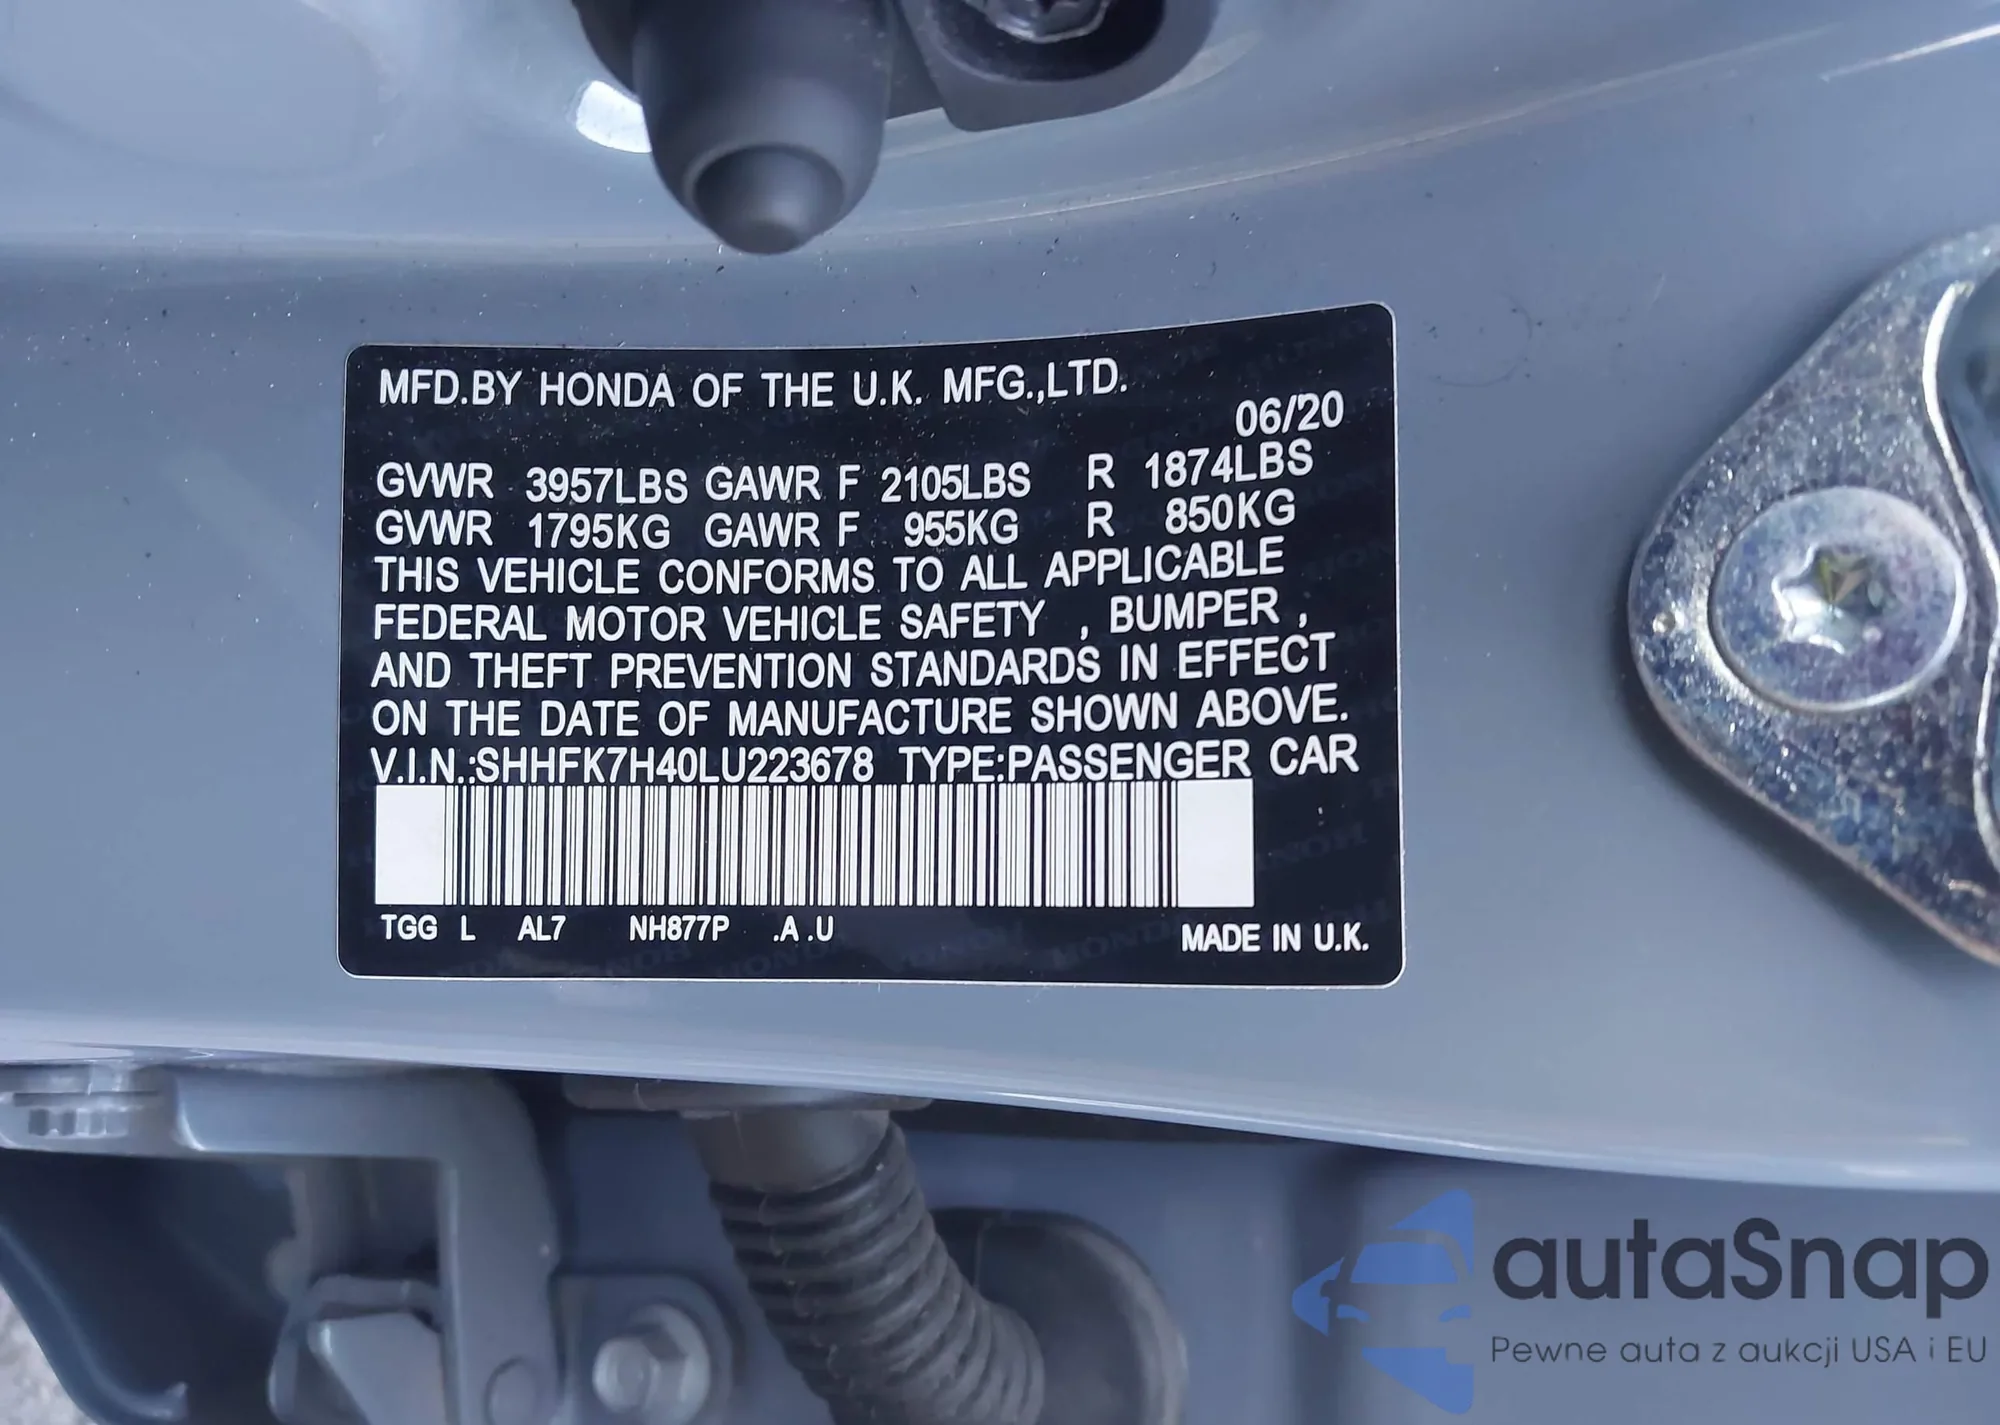 MFD.BY HONDA OF THE U.K. MFG.,LTD.
06/'20
GVWR 3957LBS GAWR F 2105LBS R 1874LBS
GVWR 1795KG GAWR F 955KG R 850KG
THIS VEHICLE CONFORMS TO ALL APPLICABLE
FEDERAL MOTOR VEHICLE SAFETY , BUMPER ,
AND THEFT PREVENTION STANDARDS IN EFFECT
ON THE DATE OF MANUFACTURE SHOWN ABOVE.
V.I.N.:SHHFK7H40LU223678 TYPE:PASSENGER CAR
TGG L AL7 NH877P .A .U
MADE IN U.K.
autaSnap
Pewne auta z aukcji USA i EU